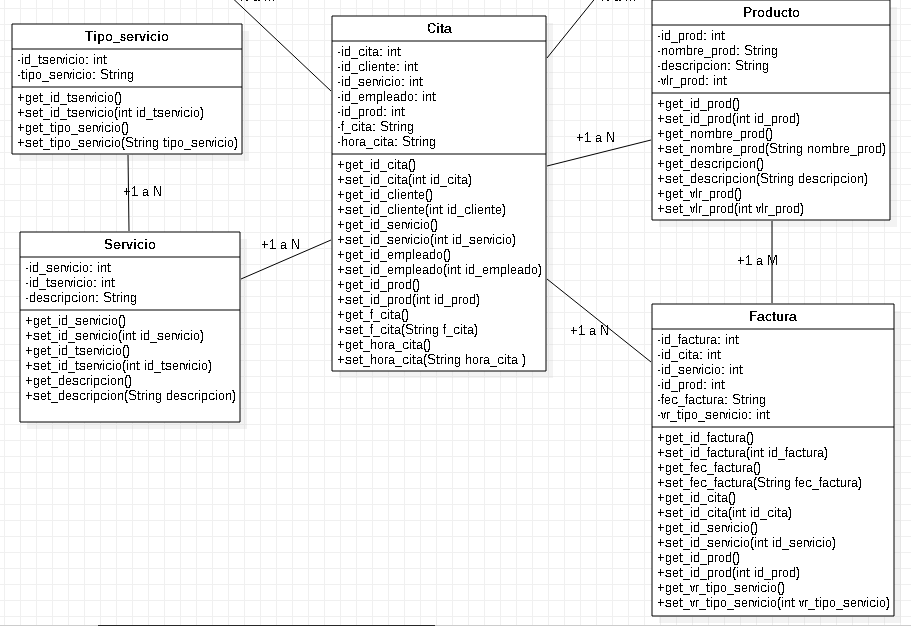 Tipo_servicio
-id_tservicio: int
-tipo_servicio: String
+get_id_tservicio()
+set_id_tservicio(int id_tservicio)
+get_tipo_servicio()
+set_tipo_servicio(String tipo_servicio)
+1 a N
Servicio
-id_servicio: int
-id_tservicio: int
-descripcion: String
+get_id_servicio()
+set_id_servicio(int id_servicio)
+get_id_tservicio()
+set_id_tservicio(int id_tservicio)
+get_descripcion()
+set_descripcion(String descripcion)
+1 a N
Cita
-id_cita: int
-id_cliente: int
-id_servicio: int
-id_empleado: int
-id_prod: int
-f_cita: String
-hora_cita: String
+get_id_cita()
+set_id_cita(int id_cita)
+get_id_cliente()
+set_id_cliente(int id_cliente)
+get_id_servicio()
+set_id_servicio(int id_servicio)
+get_id_empleado()
+set_id_empleado(int id_empleado)
+get_id_prod()
+set_id_prod(int id_prod)
+get_f_cita()
+set_f_cita(String f_cita)
+get_hora_cita()
+set_hora_cita(String hora_cita )
+1 a N
+1 a N
Producto
-id_prod: int
-nombre_prod: String
-descripcion: String
-vlr_prod: int
+get_id_prod()
+set_id_prod(int id_prod)
+get_nombre_prod()
+set_nombre_prod(String nombre_prod)
+get_descripcion()
+set_descripcion(String descripcion)
+get_vlr_prod()
+set_vlr_prod(int vlr_prod)
+1 a M
Factura
-id_factura: int
-id_cita: int
-id_servicio: int
-id_prod: int
-fec_factura: String
-vr_tipo_servicio: int
+get_id_factura()
+set_id_factura(int id_factura)
+get_fec_factura()
+set_fec_factura(String fec_factura)
+get_id_cita()
+set_id_cita(int id_cita)
+get_id_servicio()
+set_id_servicio(int id_servicio)
+get_id_prod()
+set_id_prod(int id_prod)
+get_vr_tipo_servicio()
+set_vr_tipo_servicio(int vr_tipo_servicio)